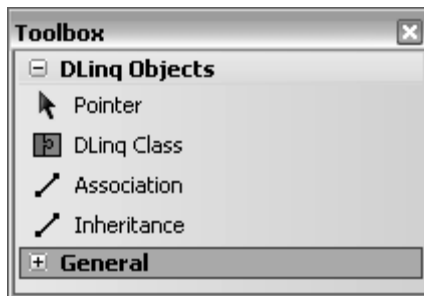 Toolbox
DLinq Objects
Pointer
DLinq Class
Association
Inheritance
General